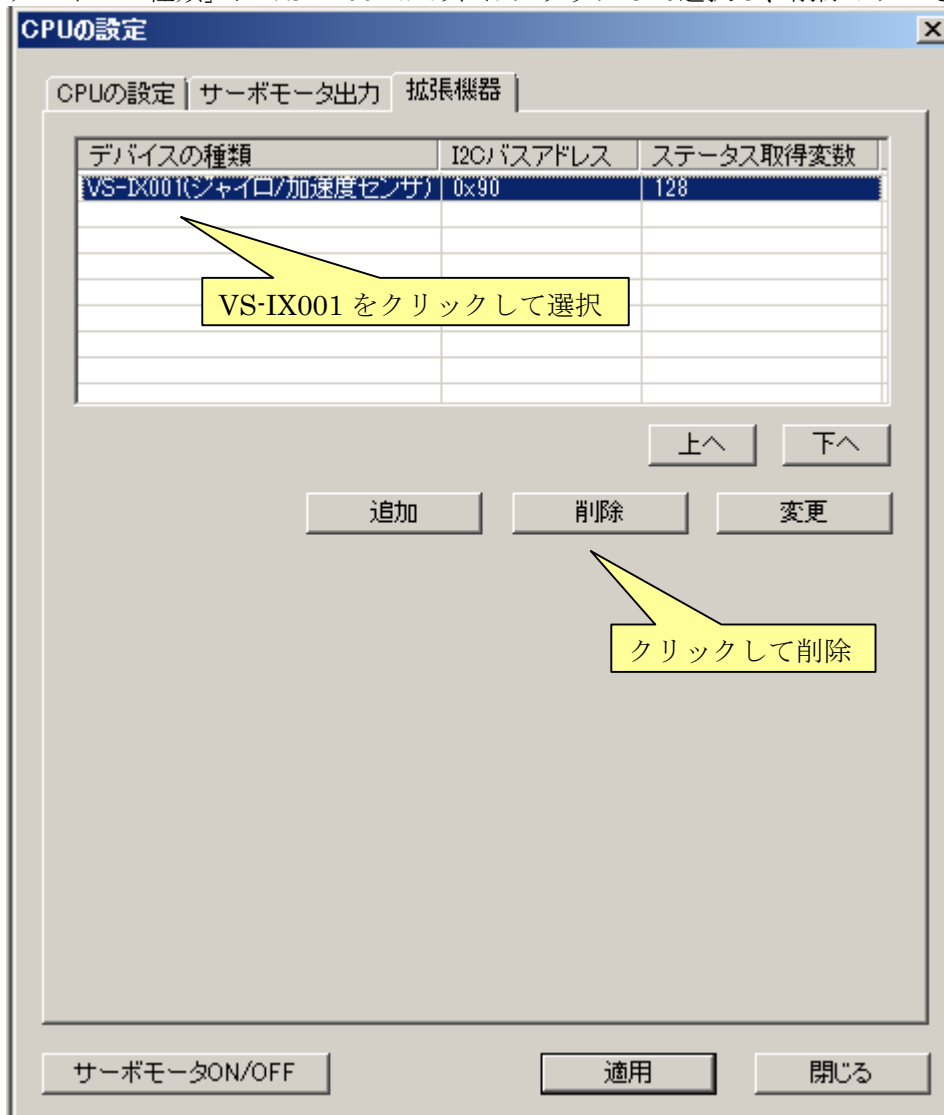 CPUの設定
CPUの設定 サーボモータ出力 拡張機器
デバイスの種類 I2Cバスアドレス ステータス取得変数
VS-IX001(ジャイロ/加速度センサ) 0x90 128
VS-IX001 をクリックして選択
上へ 下へ
追加 削除 変更
クリックして削除
サーボモータON/OFF 適用 閉じる